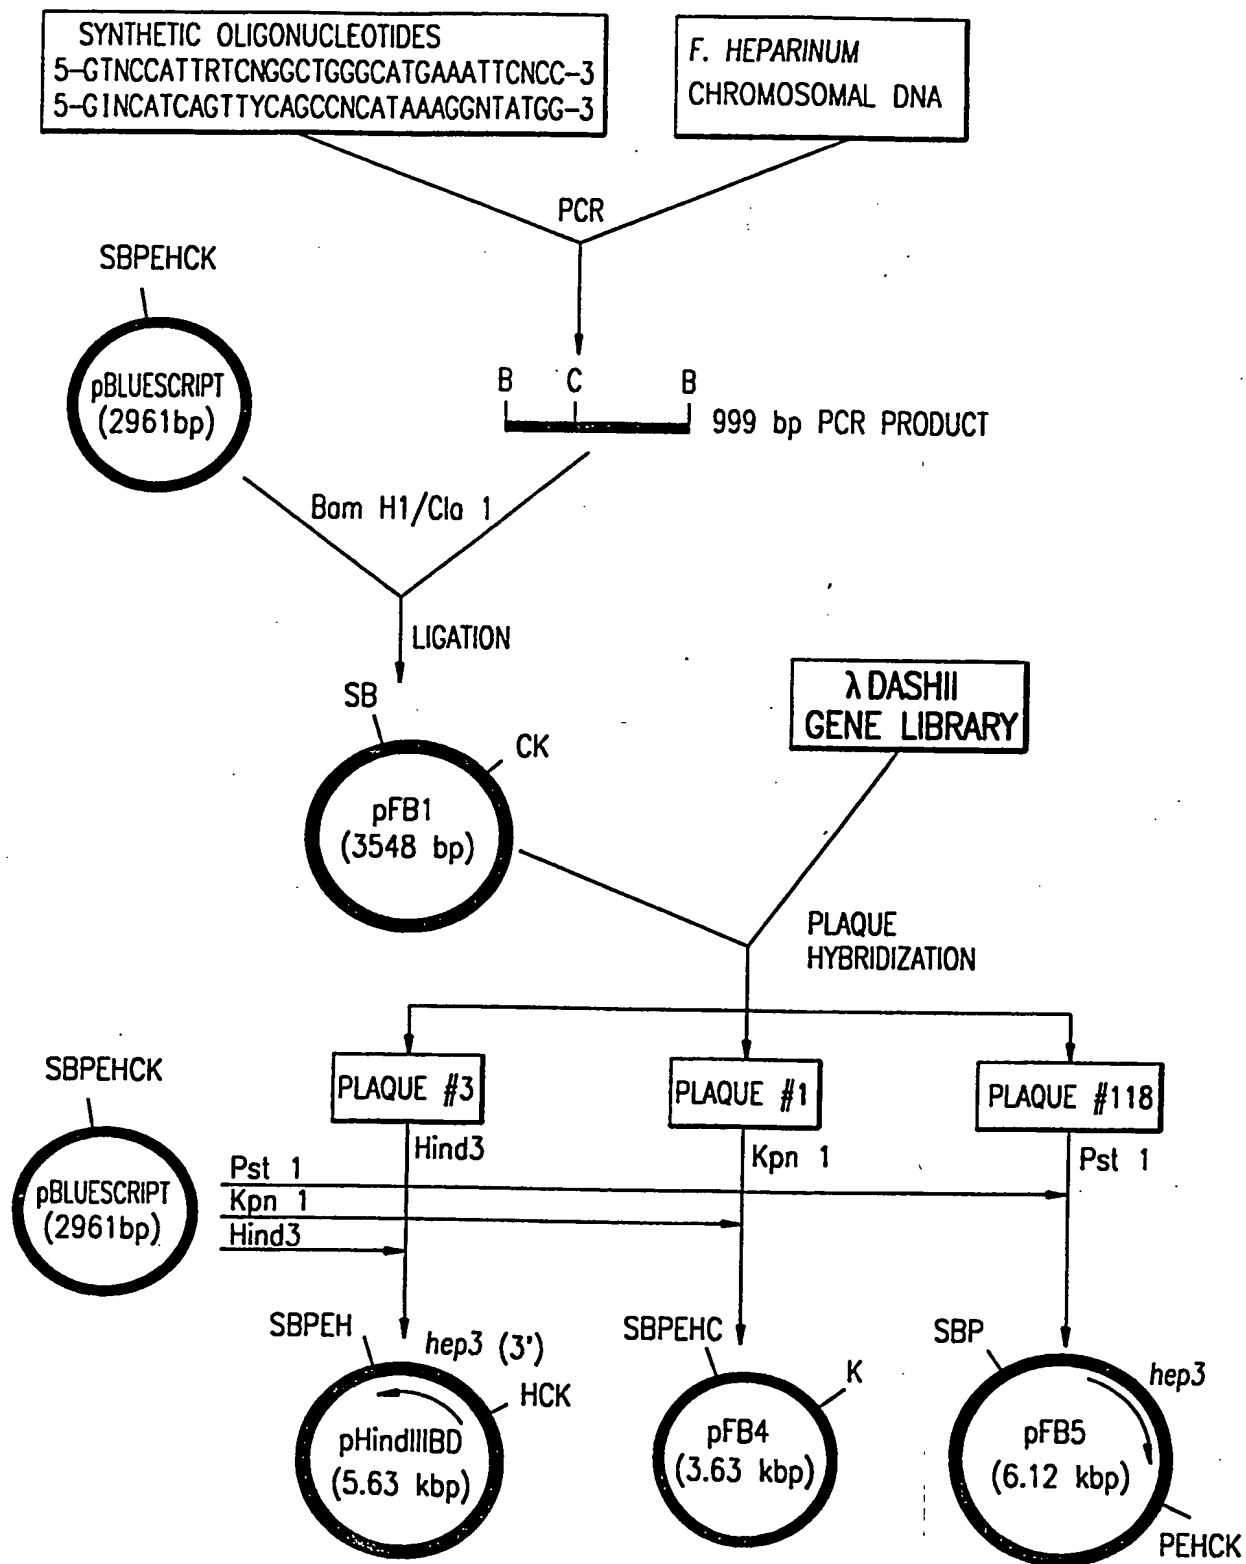 SYNTHETIC OLIGONUCLEOTIDES
5-GTNCCATTRTCNGGCTGGGCATGAAATTCNCC-3
5-GINCATCAGTTYCAGCCNCATAAAGGNTATGG-3
F. HEPARINUM
CHROMOSOMAL DNA
PCR
SBPEHCK
pBLUESCRIPT
(2961bp)
B C B
999 bp PCR PRODUCT
Bam H1/Cla 1
LIGATION
SB
CK
pFB1
(3548 bp)
λ DASHII
GENE LIBRARY
PLAQUE
HYBRIDIZATION
SBPEHCK
pBLUESCRIPT
(2961bp)
PLAQUE #3
PLAQUE #1
PLAQUE #118
Hind3
Kpn 1
Pst 1
Pst 1
Kpn 1
Hind3
SBPEH
hep3 (3')
HCK
pHindIIIBD
(5.63 kbp)
SBPEHC
K
pFB4
(3.63 kbp)
SBP
hep3
pFB5
(6.12 kbp)
PEHCK